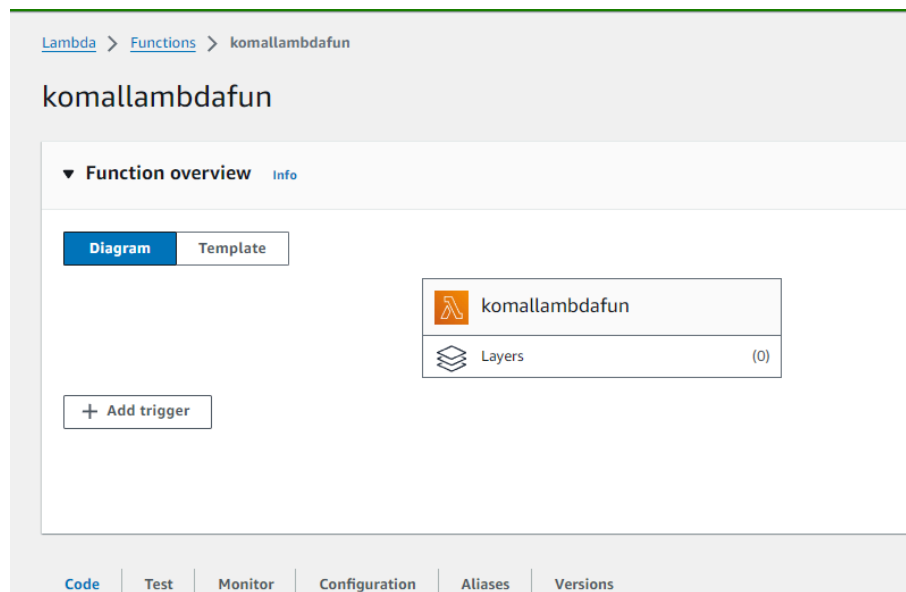 Lambda > Functions > komallambdafun
komallambdafun
Function overview Info
Diagram Template
komallambdafun
Layers (0)
+ Add trigger
Code Test Monitor Configuration Aliases Versions